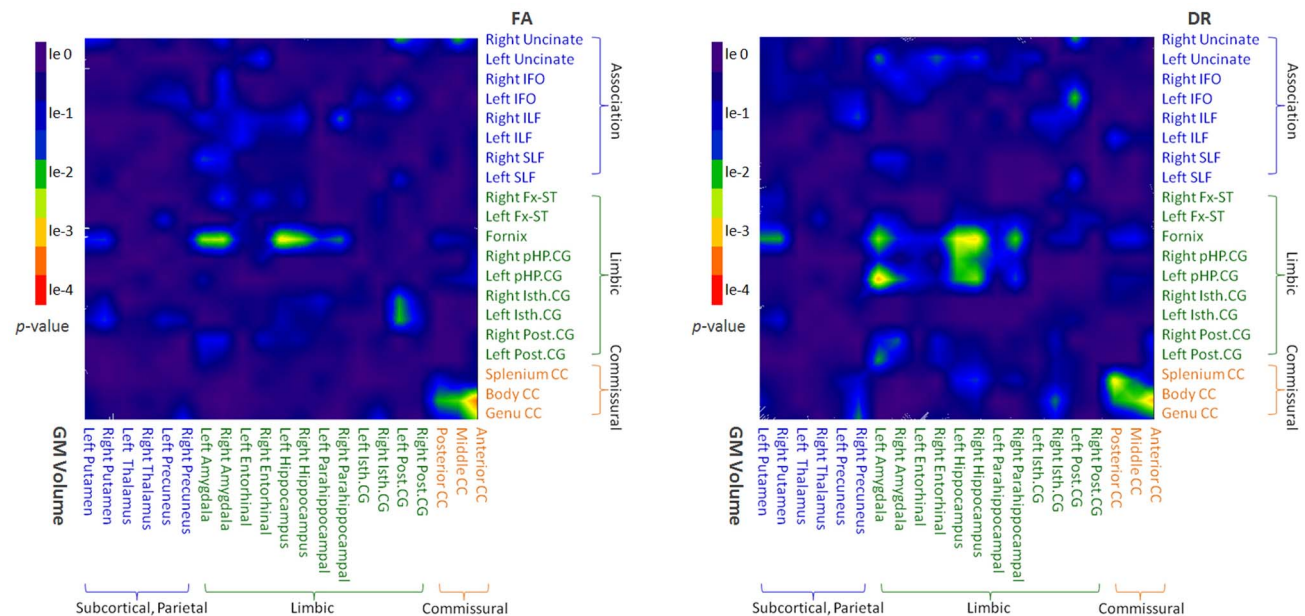 FA
le 0
le-1
le-2
le-3
le-4
p-value
Right Uncinate
Left Uncinate
Right IFO
Left IFO
Right ILF
Left ILF
Right SLF
Left SLF
Right Fx-ST
Left Fx-ST
Fornix
Right pHP.CG
Left pHP.CG
Right Isth.CG
Left Isth.CG
Right Post.CG
Left Post.CG
Splenium CC
Body CC
Genu CC
Association
Limbic
Commissural
GM Volume
Left Putamen
Right Putamen
Left Thalamus
Right Thalamus
Left Precuneus
Right Precuneus
Left Amygdala
Right Amygdala
Left Entorhinal
Right Entorhinal
Left Hippocampus
Right Hippocampus
Left Parahippocampal
Right Parahippocampal
Left Isth.CG
Right Isth.CG
Left Post.CG
Right Post.CG
Posterior CC
Middle CC
Anterior CC
Subcortical, Parietal
Limbic
Commissural
DR
le 0
le-1
le-2
le-3
le-4
p-value
Right Uncinate
Left Uncinate
Right IFO
Left IFO
Right ILF
Left ILF
Right SLF
Left SLF
Right Fx-ST
Left Fx-ST
Fornix
Right pHP.CG
Left pHP.CG
Right Isth.CG
Left Isth.CG
Right Post.CG
Left Post.CG
Splenium CC
Body CC
Genu CC
Association
Limbic
Commissural
GM Volume
Left Putamen
Right Putamen
Left Thalamus
Right Thalamus
Left Precuneus
Right Precuneus
Left Amygdala
Right Amygdala
Left Entorhinal
Right Entorhinal
Left Hippocampus
Right Hippocampus
Left Parahippocampal
Right Parahippocampal
Left Isth.CG
Right Isth.CG
Left Post.CG
Right Post.CG
Posterior CC
Middle CC
Anterior CC
Subcortical, Parietal
Limbic
Commissural